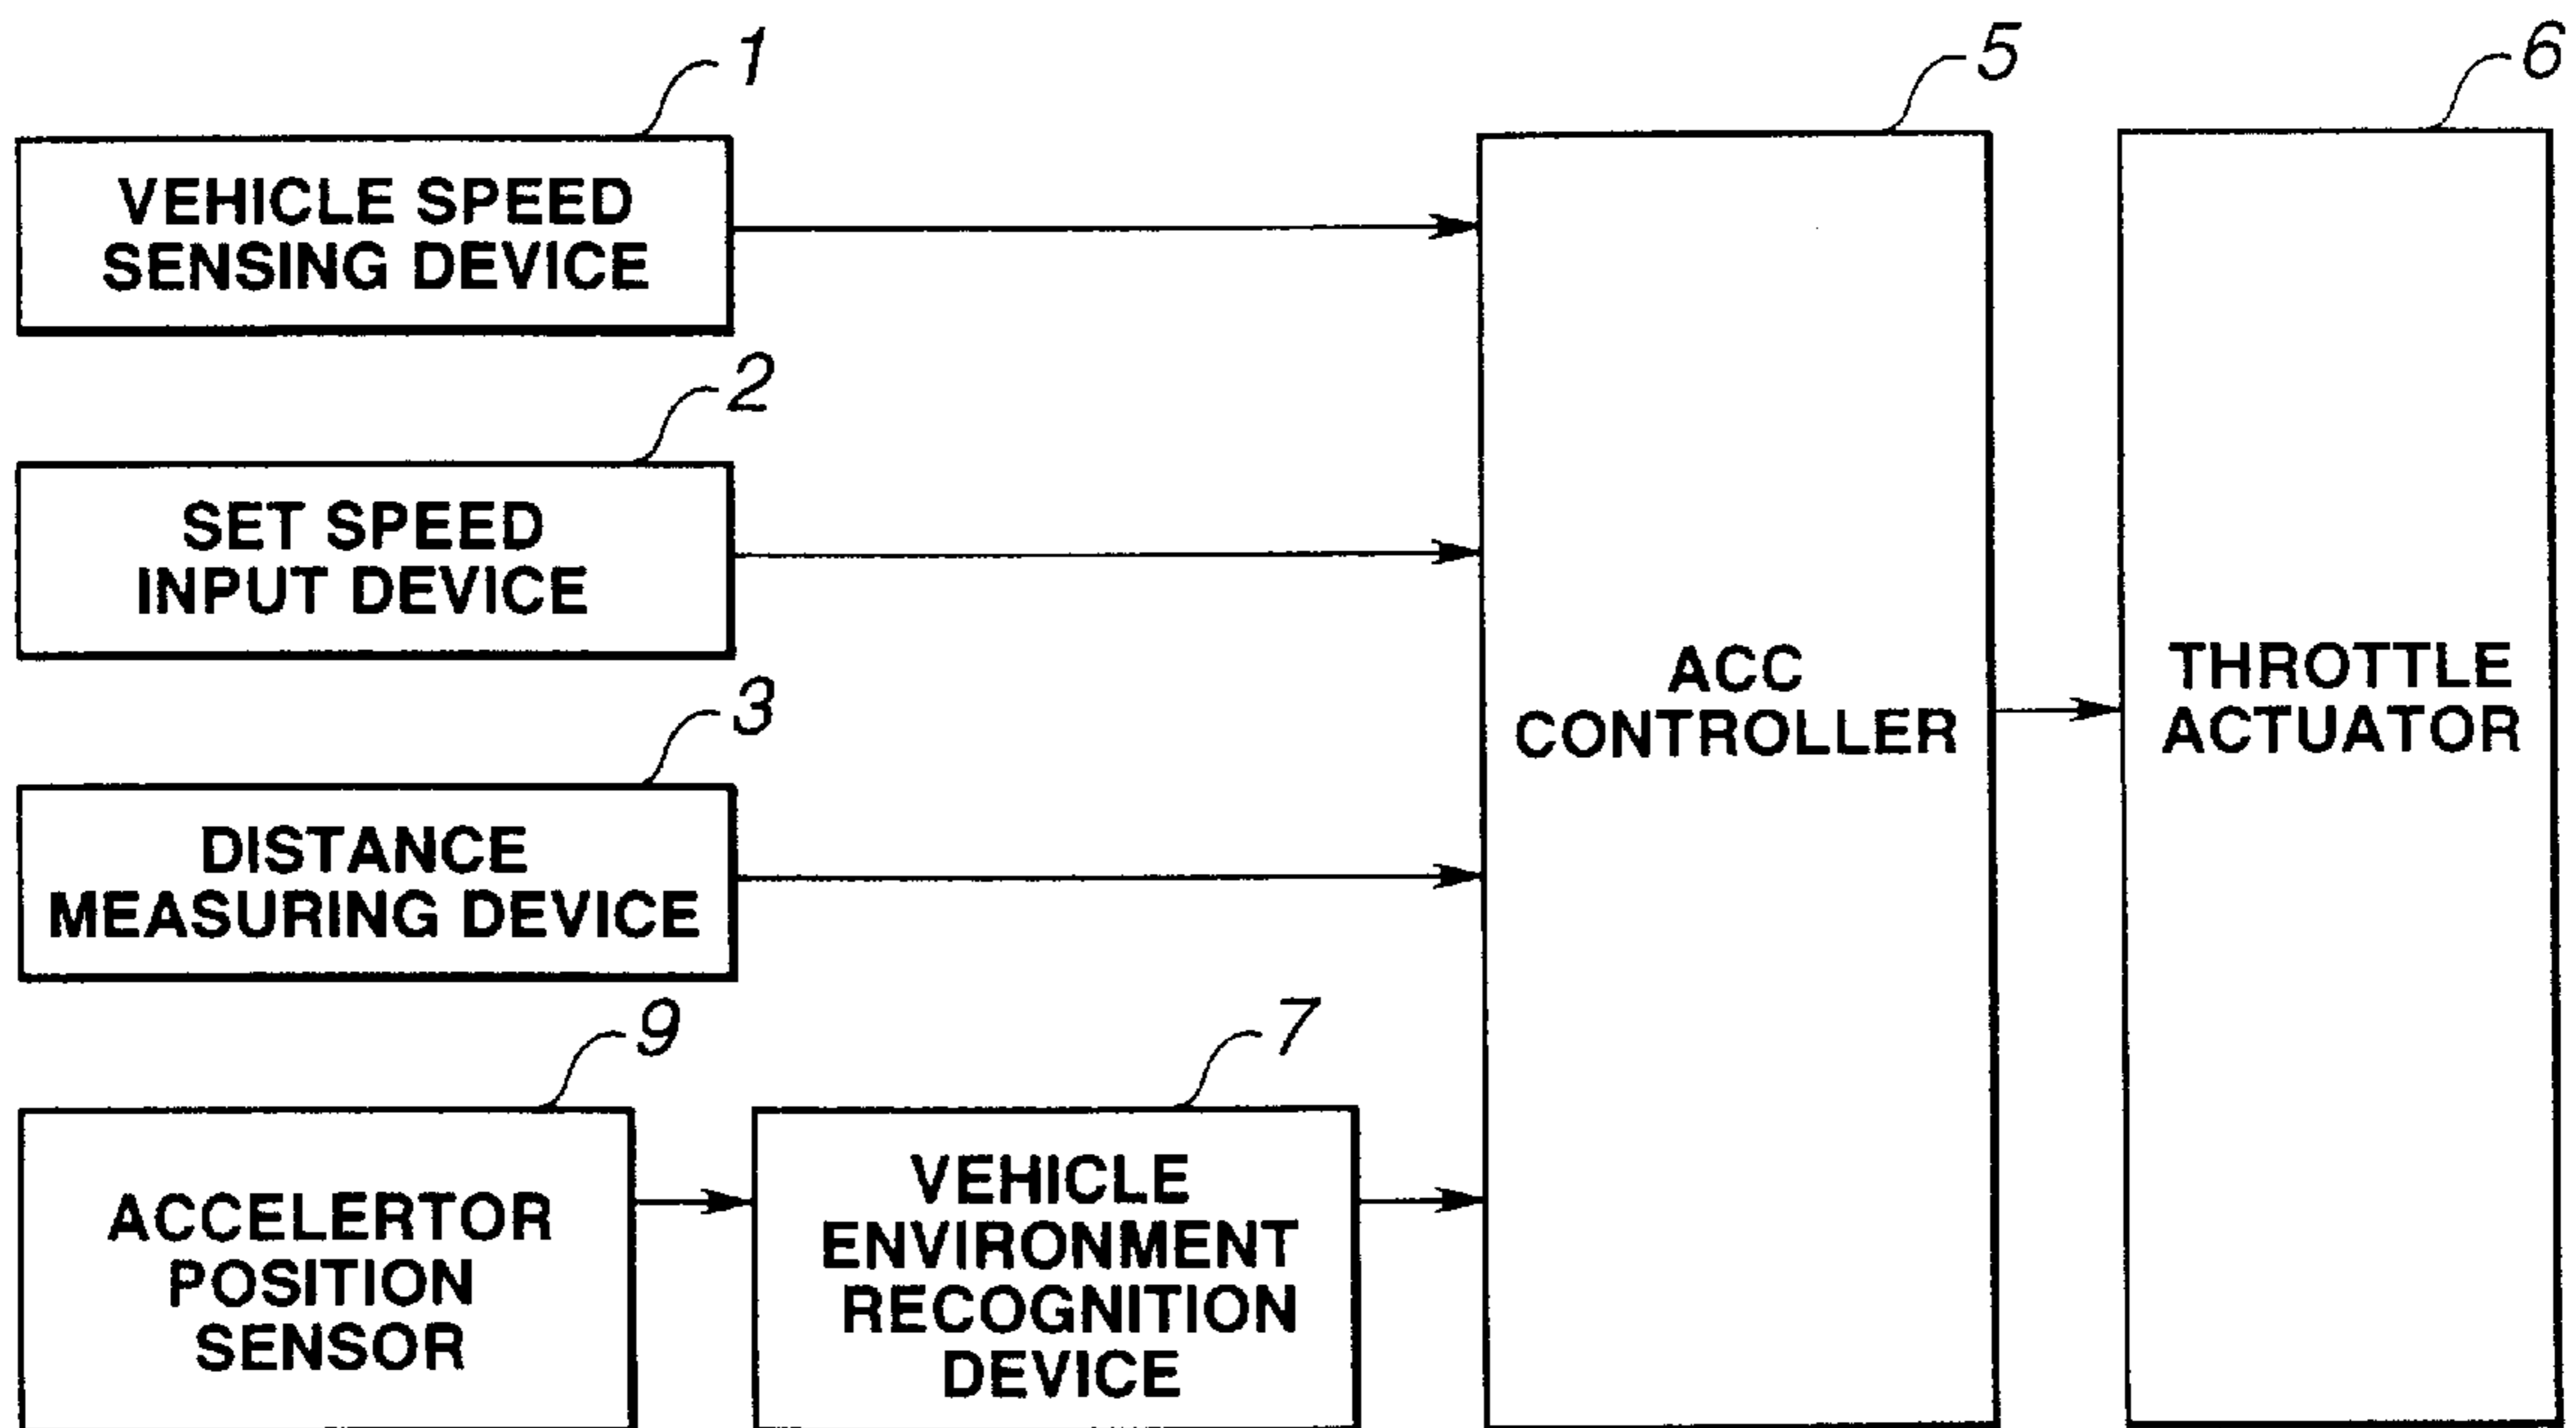 1
VEHICLE SPEED
SENSING DEVICE
2
SET SPEED
INPUT DEVICE
3
DISTANCE
MEASURING DEVICE
9
ACCELERTOR
POSITION
SENSOR
7
VEHICLE
ENVIRONMENT
RECOGNITION
DEVICE
5
ACC
CONTROLLER
6
THROTTLE
ACTUATOR